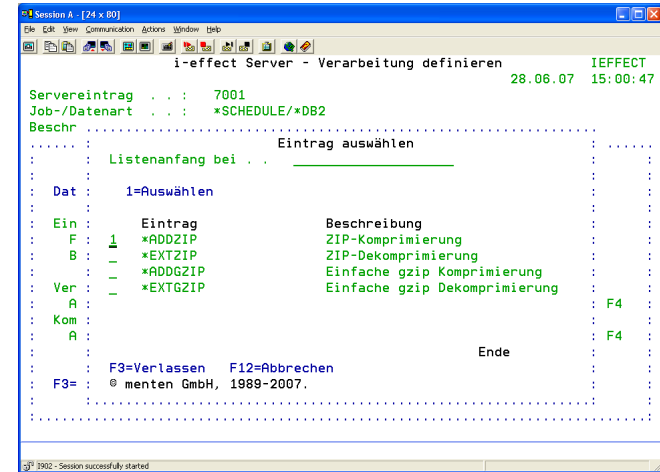 Session A - [24 x 80]
File Edit View Communication Actions Window Help
i-effect Server - Verarbeitung definieren IEFFECT
28.06.07 15:00:47
Servereintrag . . : 7001
Job-/Datenart . . : *SCHEDULE/*DB2
Beschr
Eintrag auswählen
Listenanfang bei . .
Dat 1=Auswählen
Ein Eintrag Beschreibung
F 1 *ADDZIP ZIP-Komprimierung
B _ *EXTZIP ZIP-Dekomprimierung
_ *ADDGZIP Einfache gzip Komprimierung
Ver _ *EXTGZIP Einfache gzip Dekomprimierung
A F4
Kom
A F4
Ende
F3=Verlassen F12=Abbrechen
F3= © menten GmbH, 1989-2007.
I902 - Session successfully started